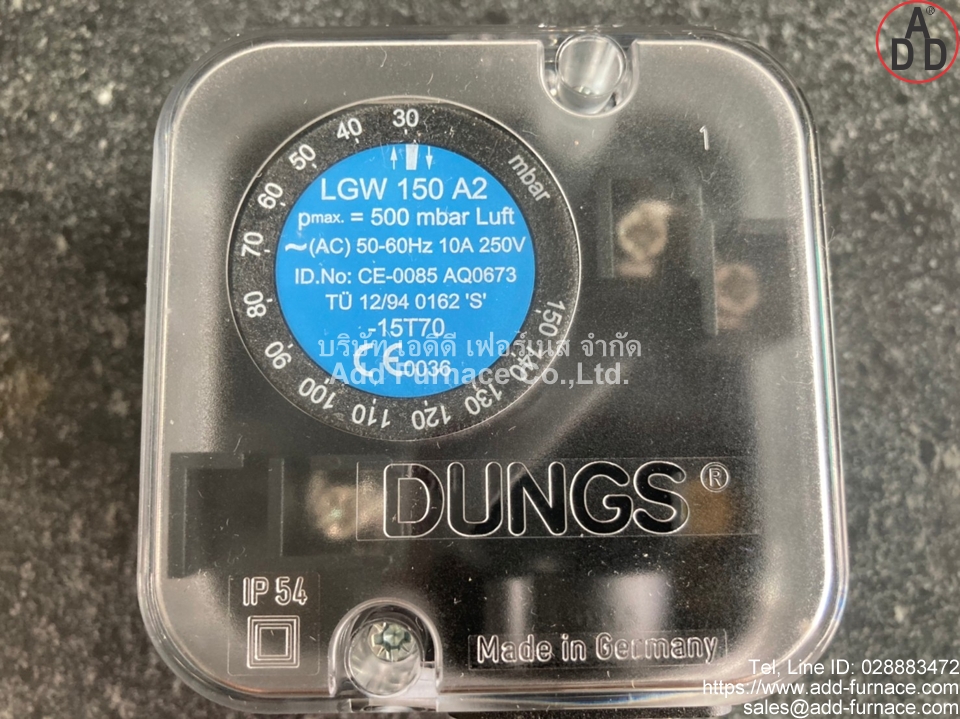 ADD®
1
30
40
50
60
70
80
90
100
110
120
130
140
150
mbar
LGW 150 A2
pmax. = 500 mbar Luft
~(AC) 50-60Hz 10A 250V
ID.No: CE-0085 AQ0673
TÜ 12/94 0162 'S'
-15T70
CE 0036
บริษัท เอดีดี เฟอร์เนส จำกัด
Add Furnace Co.,Ltd.
DUNGS®
IP 54
Made in Germany
Tel, Line ID: 028883472
https://www.add-furnace.com
sales@add-furnace.com